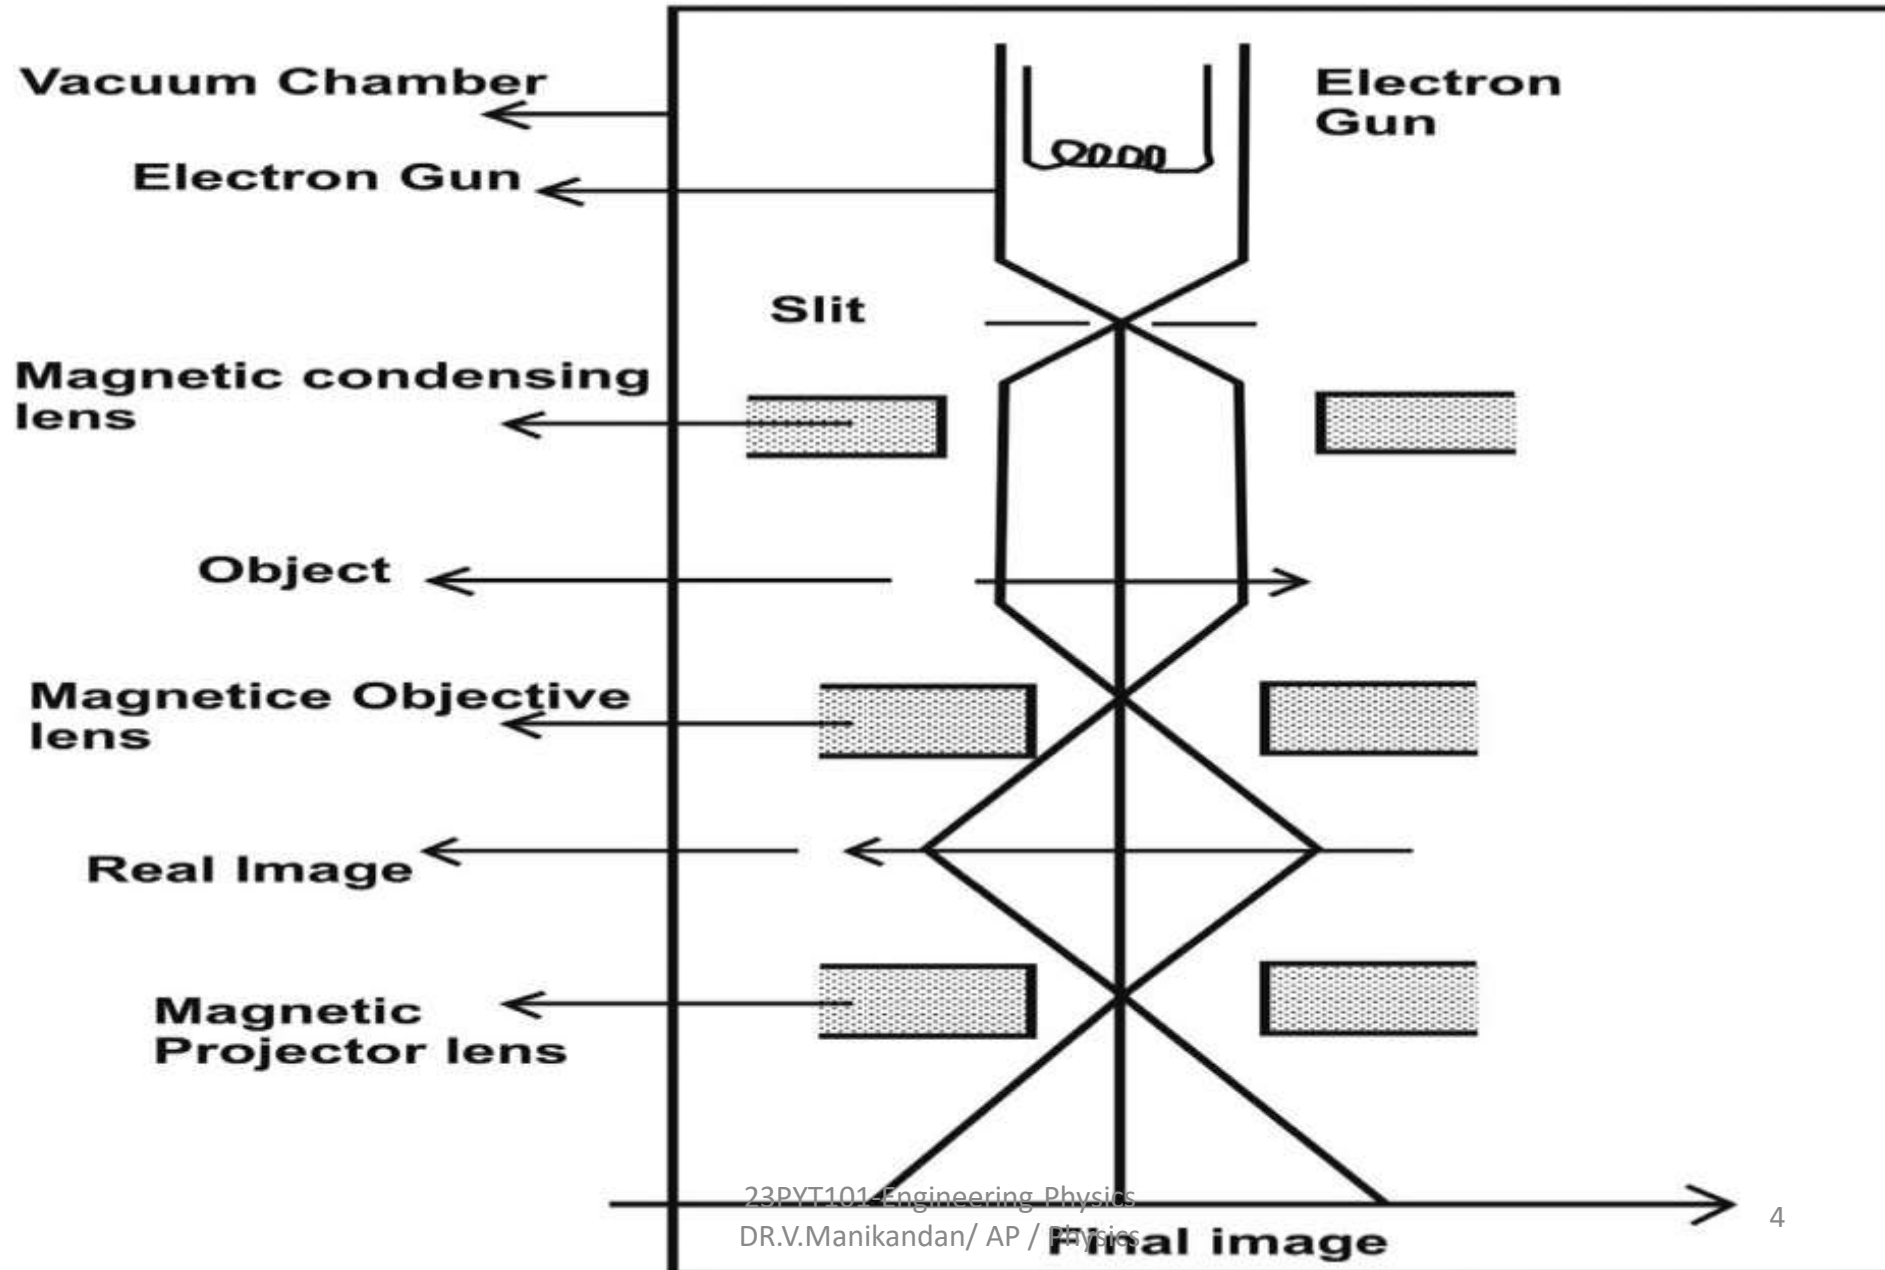 Vacuum Chamber
Electron
Gun
Electron Gun
Slit
Magnetic condensing
lens
Object
Magnetice Objective
lens
Real Image
Magnetic
Projector lens
23PYT101-Engineering Physics
DR.V.Manikandan/ AP / Physics
4
Final image